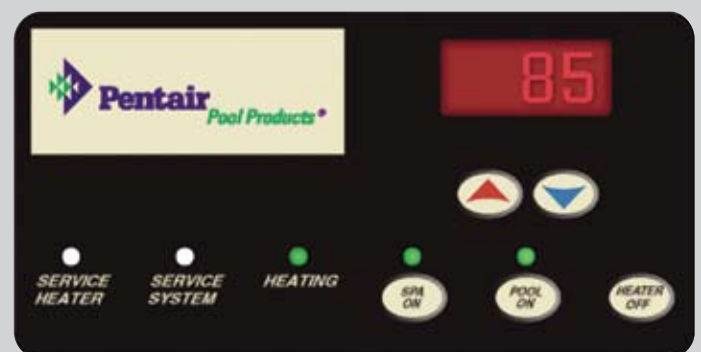 Pentair
Pool Products
85
SERVICE
HEATER
SERVICE
SYSTEM
HEATING
SPA
ON
POOL
ON
HEATER
OFF